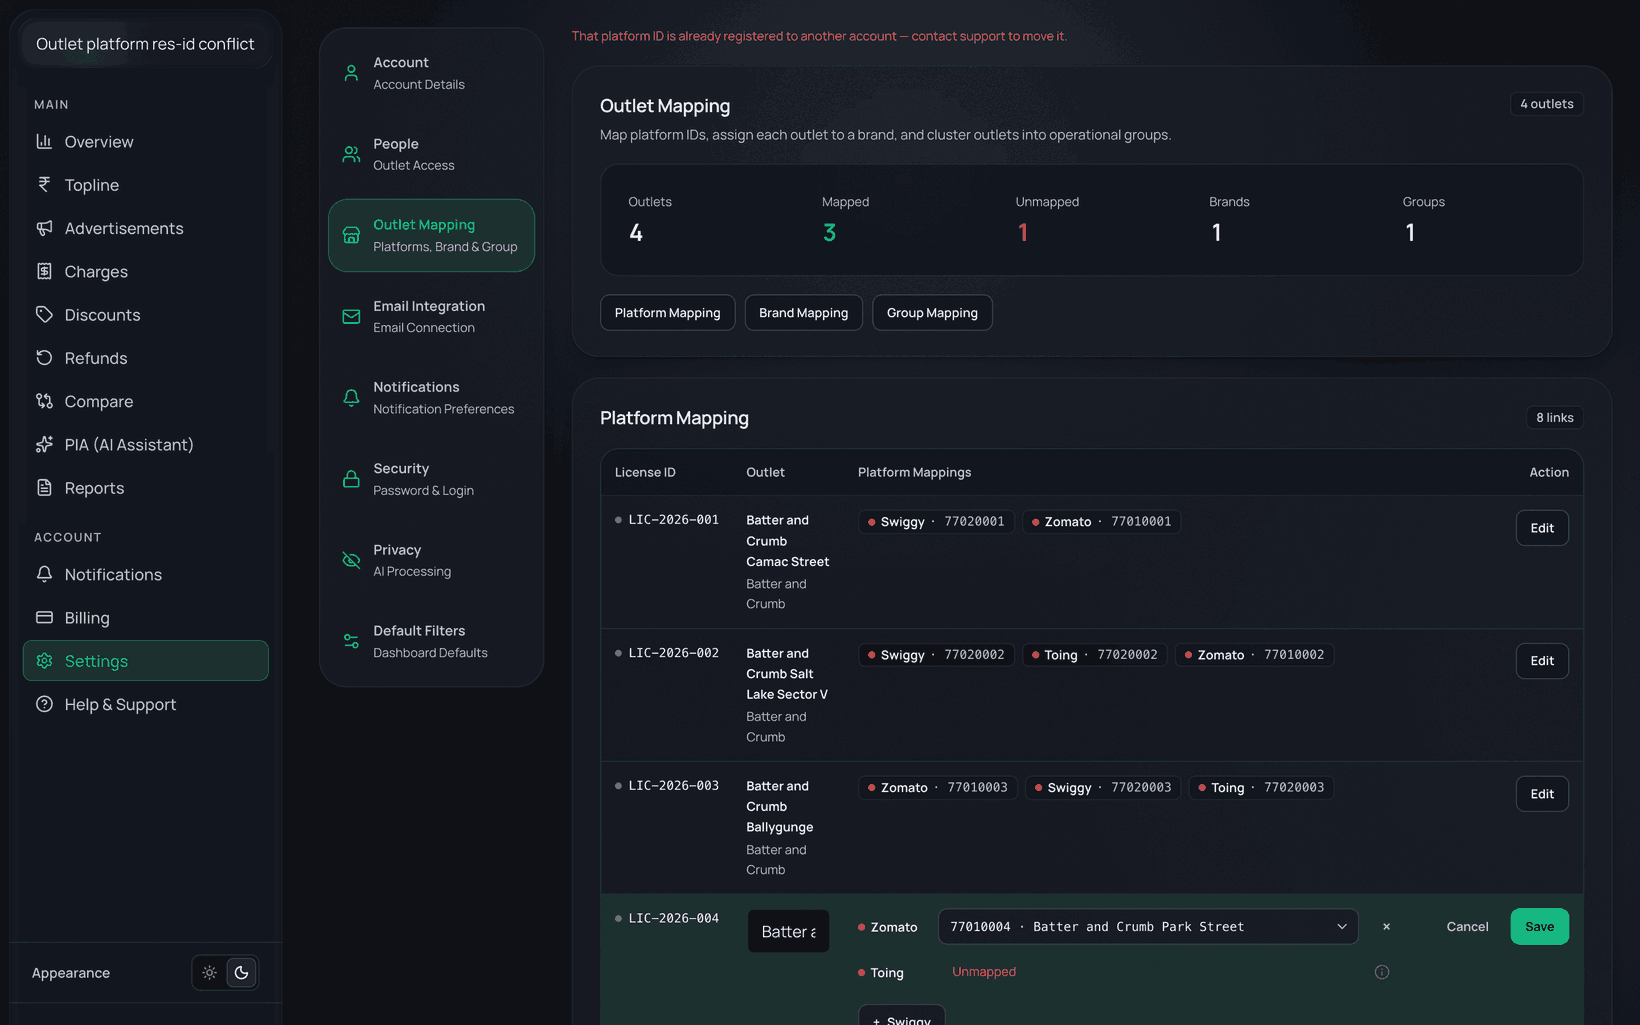 Outlet platform res-id conflict
MAIN
Overview
Topline
Advertisements
Charges
Discounts
Refunds
Compare
PIA (AI Assistant)
Reports
ACCOUNT
Notifications
Billing
Settings
Help & Support
Appearance
Account
Account Details
People
Outlet Access
Outlet Mapping
Platforms, Brand & Group
Email Integration
Email Connection
Notifications
Notification Preferences
Security
Password & Login
Privacy
AI Processing
Default Filters
Dashboard Defaults
That platform ID is already registered to another account — contact support to move it.
Outlet Mapping
4 outlets
Map platform IDs, assign each outlet to a brand, and cluster outlets into operational groups.
Outlets Mapped Unmapped Brands Groups
4 3 1 1 1
Platform Mapping Brand Mapping Group Mapping
Platform Mapping
8 links
License ID Outlet Platform Mappings Action
LIC-2026-001
Batter and
Crumb
Camac Street
Batter and
Crumb
Swiggy · 77020001 Zomato · 77010001
Edit
LIC-2026-002
Batter and
Crumb Salt
Lake Sector V
Batter and
Crumb
Swiggy · 77020002 Toing · 77020002 Zomato · 77010002
Edit
LIC-2026-003
Batter and
Crumb
Ballygunge
Batter and
Crumb
Zomato · 77010003 Swiggy · 77020003 Toing · 77020003
Edit
LIC-2026-004
Batter a
Zomato 77010004 · Batter and Crumb Park Street × Cancel Save
Toing Unmapped
+ Swiggy